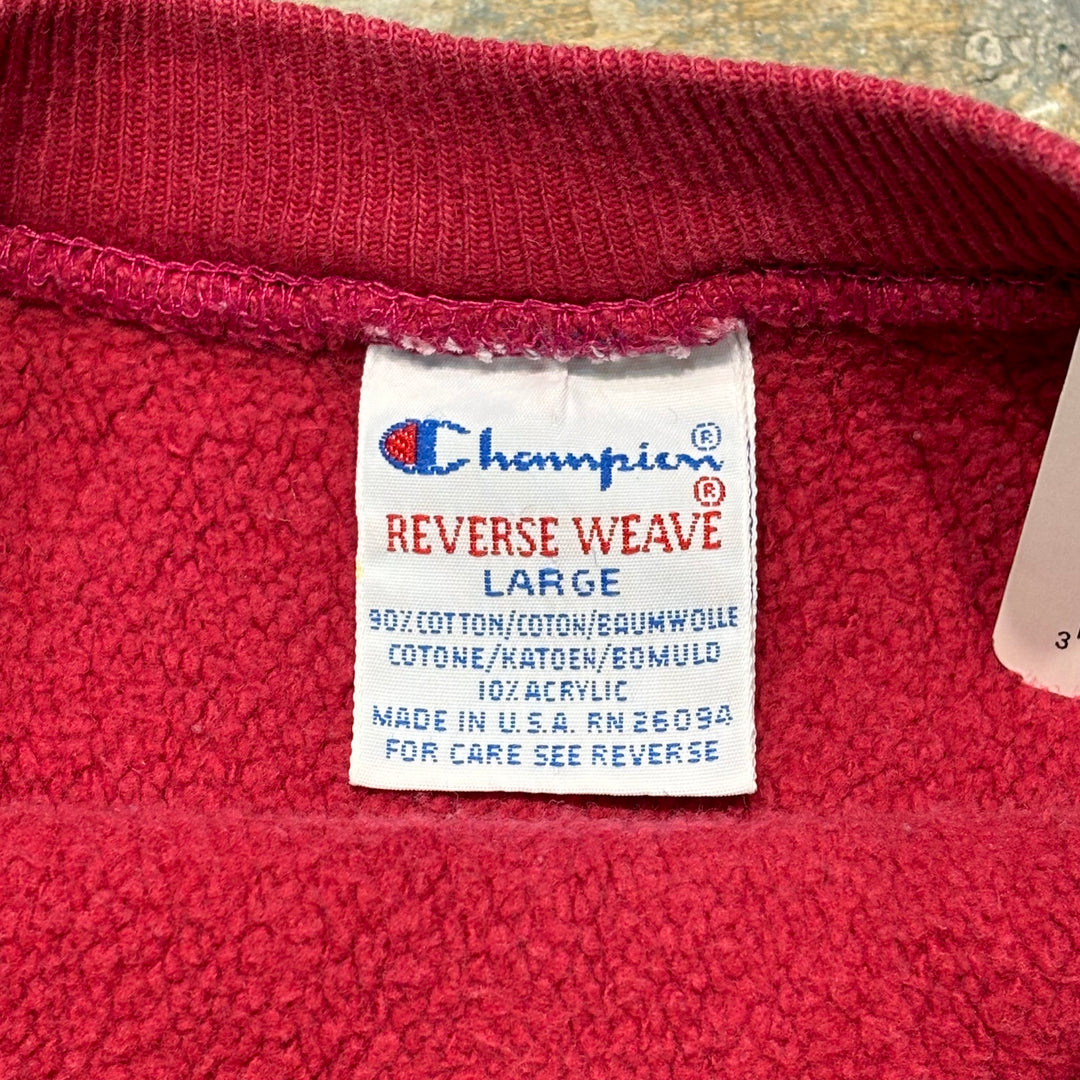 Champion®
®
REVERSE WEAVE
LARGE
90% COTTON/COTON/BAUMWOLLE
COTONE/KATOEN/BOMULD
10% ACRYLIC
MADE IN U.S.A. RN 26094
FOR CARE SEE REVERSE
3